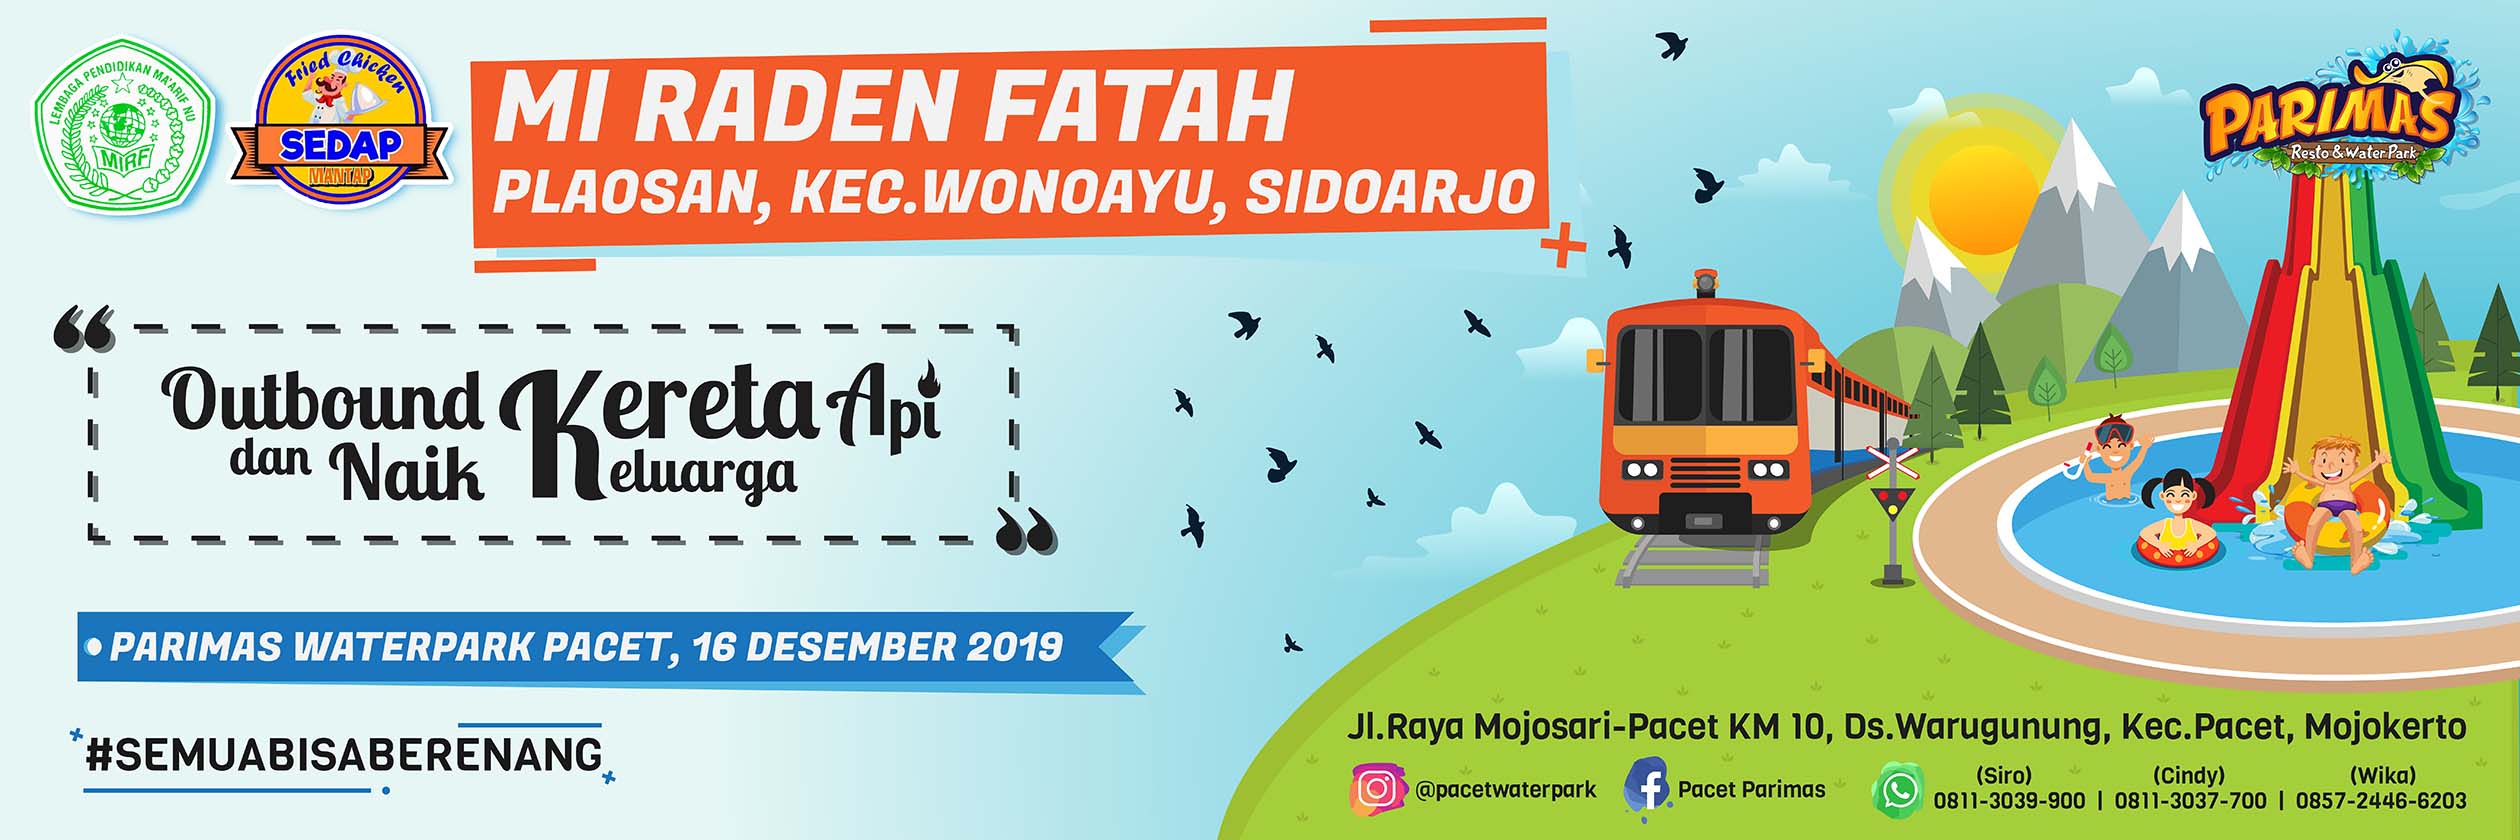 LEMBAGA PENDIDIKAN MA'ARIF NU
MIRF
Fried Chicken
SEDAP
MANTAP
MI RADEN FATAH
PLAOSAN, KEC.WONOAYU, SIDOARJO
PARIMAS
Resto & Water Park
“
Outbound Kereta Api
dan Naik Keluarga
”
PARIMAS WATERPARK PACET, 16 DESEMBER 2019
#SEMUABISABERENANG
Jl.Raya Mojosari-Pacet KM 10, Ds.Warugunung, Kec.Pacet, Mojokerto
@pacetwaterpark
Pacet Parimas
(Siro) (Cindy) (Wika)
0811-3039-900 | 0811-3037-700 | 0857-2446-6203